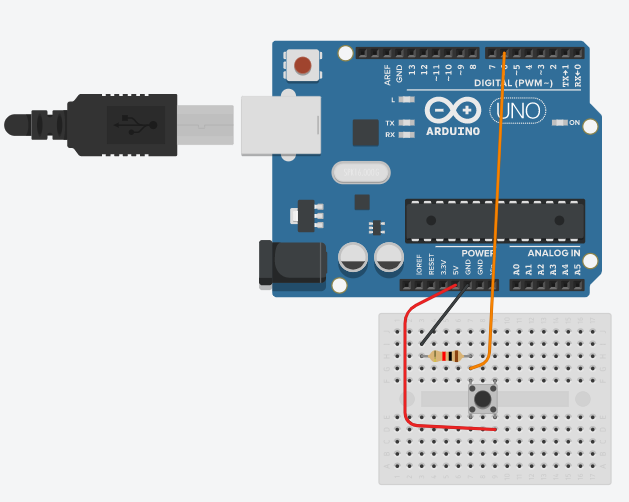 AREF
GND
13
12
~11
~10
~9
8
7
~5
4
~3
2
TX→1
RX←0
DIGITAL (PWM~)
L
TX
RX
ARDUINO
UNO
ON
IOREF
RESET
3.3V
5V
GND
GND
POWER
ANALOG IN
A0
A1
A2
A3
A4
A5